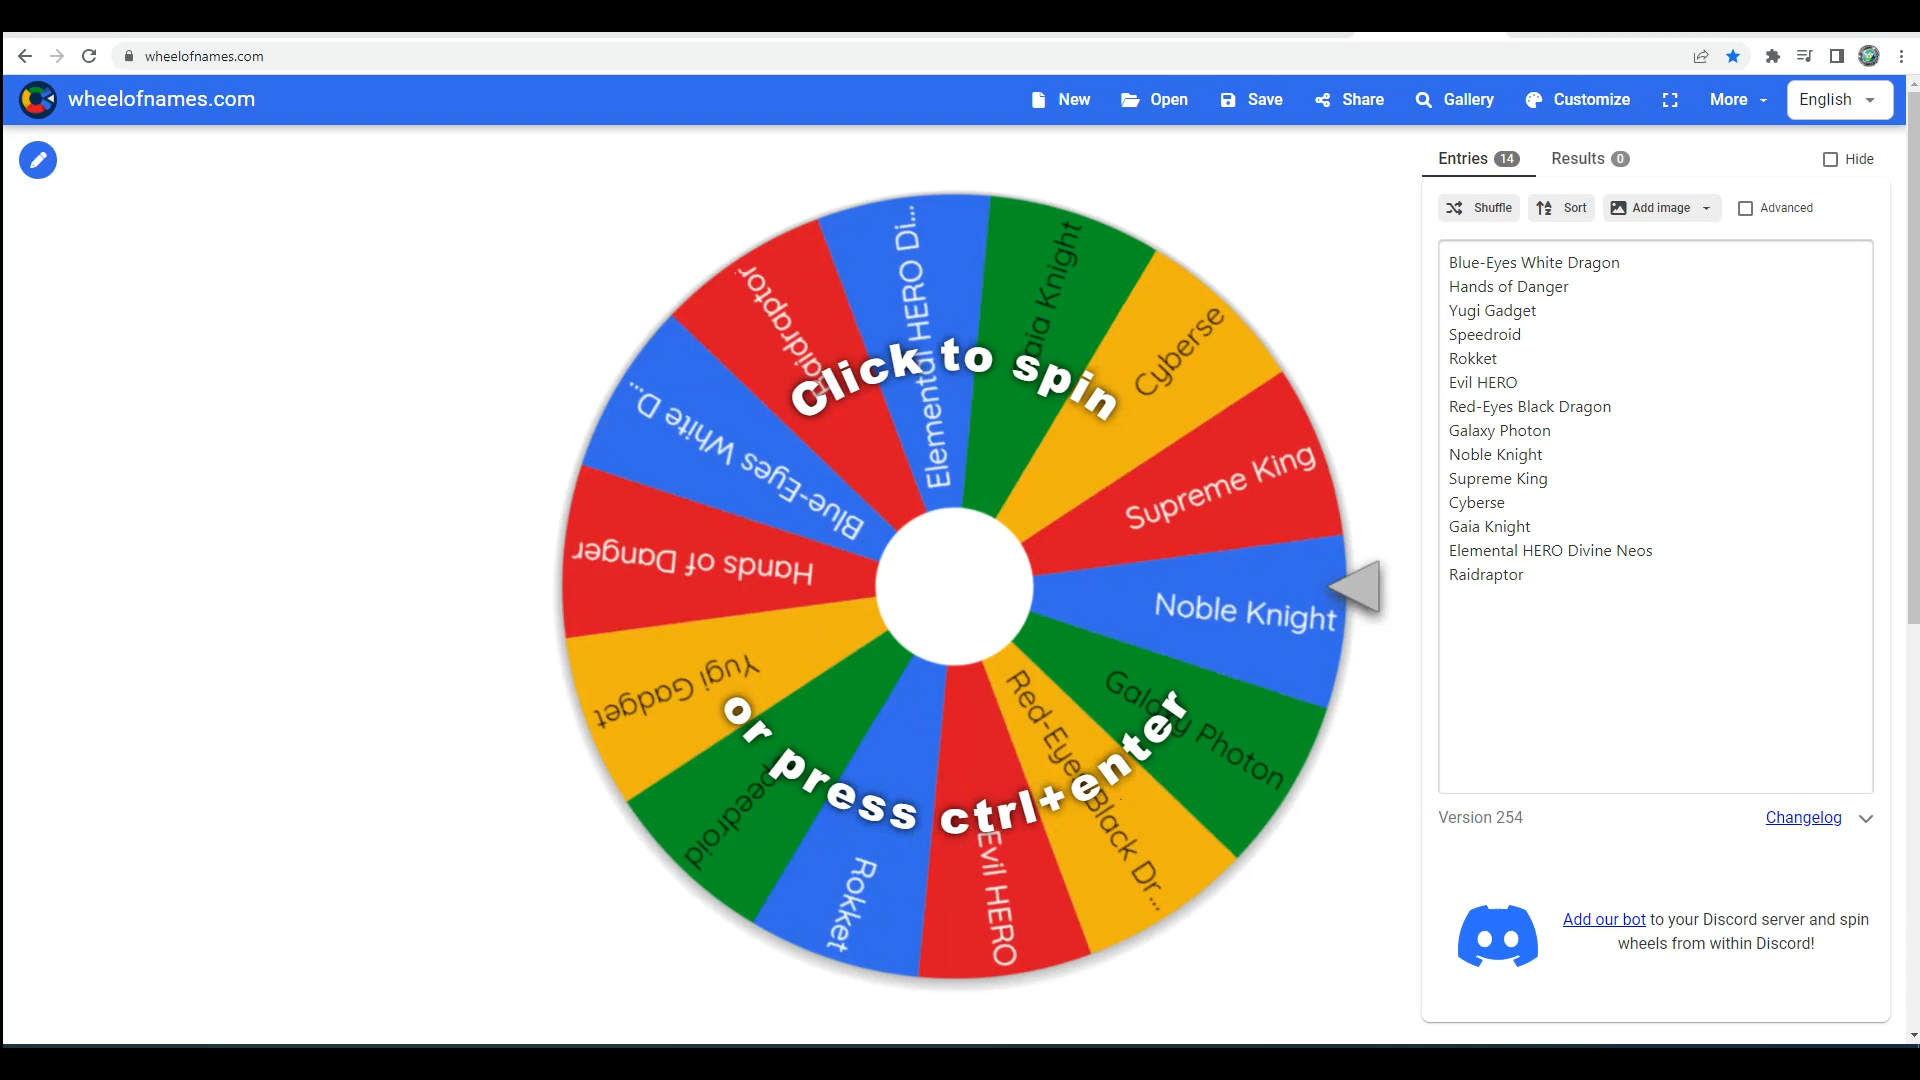 wheelofnames.com
wheelofnames.com
New
Open
Save
Share
Gallery
Customize
More
English
Entries 14
Results 0
Hide
Shuffle
Sort
Add image
Advanced
Blue-Eyes White Dragon
Hands of Danger
Yugi Gadget
Speedroid
Rokket
Evil HERO
Red-Eyes Black Dragon
Galaxy Photon
Noble Knight
Supreme King
Cyberse
Gaia Knight
Elemental HERO Divine Neos
Raidraptor
Version 254
Changelog
Add our bot to your Discord server and spin
wheels from within Discord!
Click to spin
or press ctrl+enter
Elemental HERO Di...
Gaia Knight
Cyberse
Supreme King
Noble Knight
Galaxy Photon
Red-Eyes Black Dr...
Evil HERO
Rokket
Speedroid
Yugi Gadget
Hands of Danger
Blue-Eyes White D...
Raidraptor